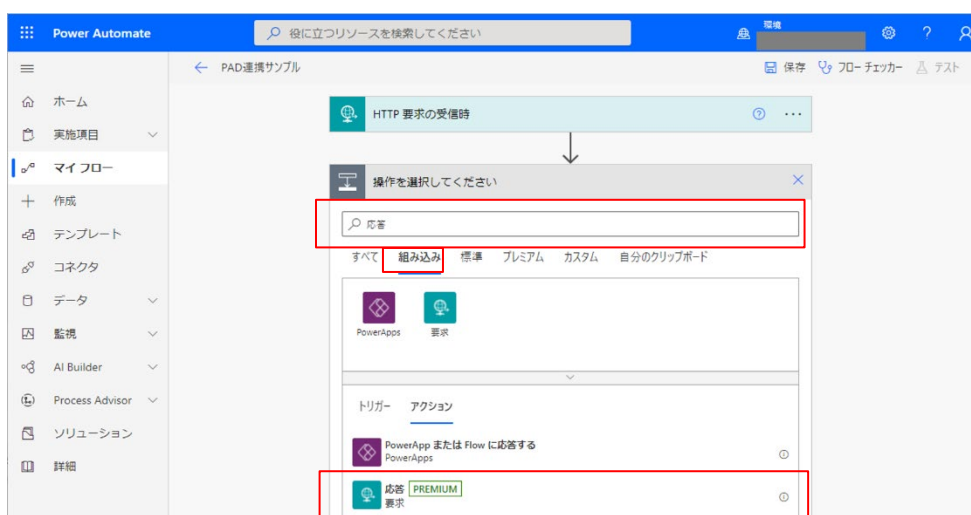 Power Automate
役に立つリソースを検索してください
環境
PAD連携サンプル
保存
フロー チェッカー
テスト
ホーム
実施項目
マイ フロー
作成
テンプレート
コネクタ
データ
監視
AI Builder
Process Advisor
ソリューション
詳細
HTTP 要求の受信時
操作を選択してください
応答
すべて 組み込み 標準 プレミアム カスタム 自分のクリップボード
PowerApps 要求
トリガー アクション
PowerApp または Flow に応答する
PowerApps
応答 PREMIUM
要求